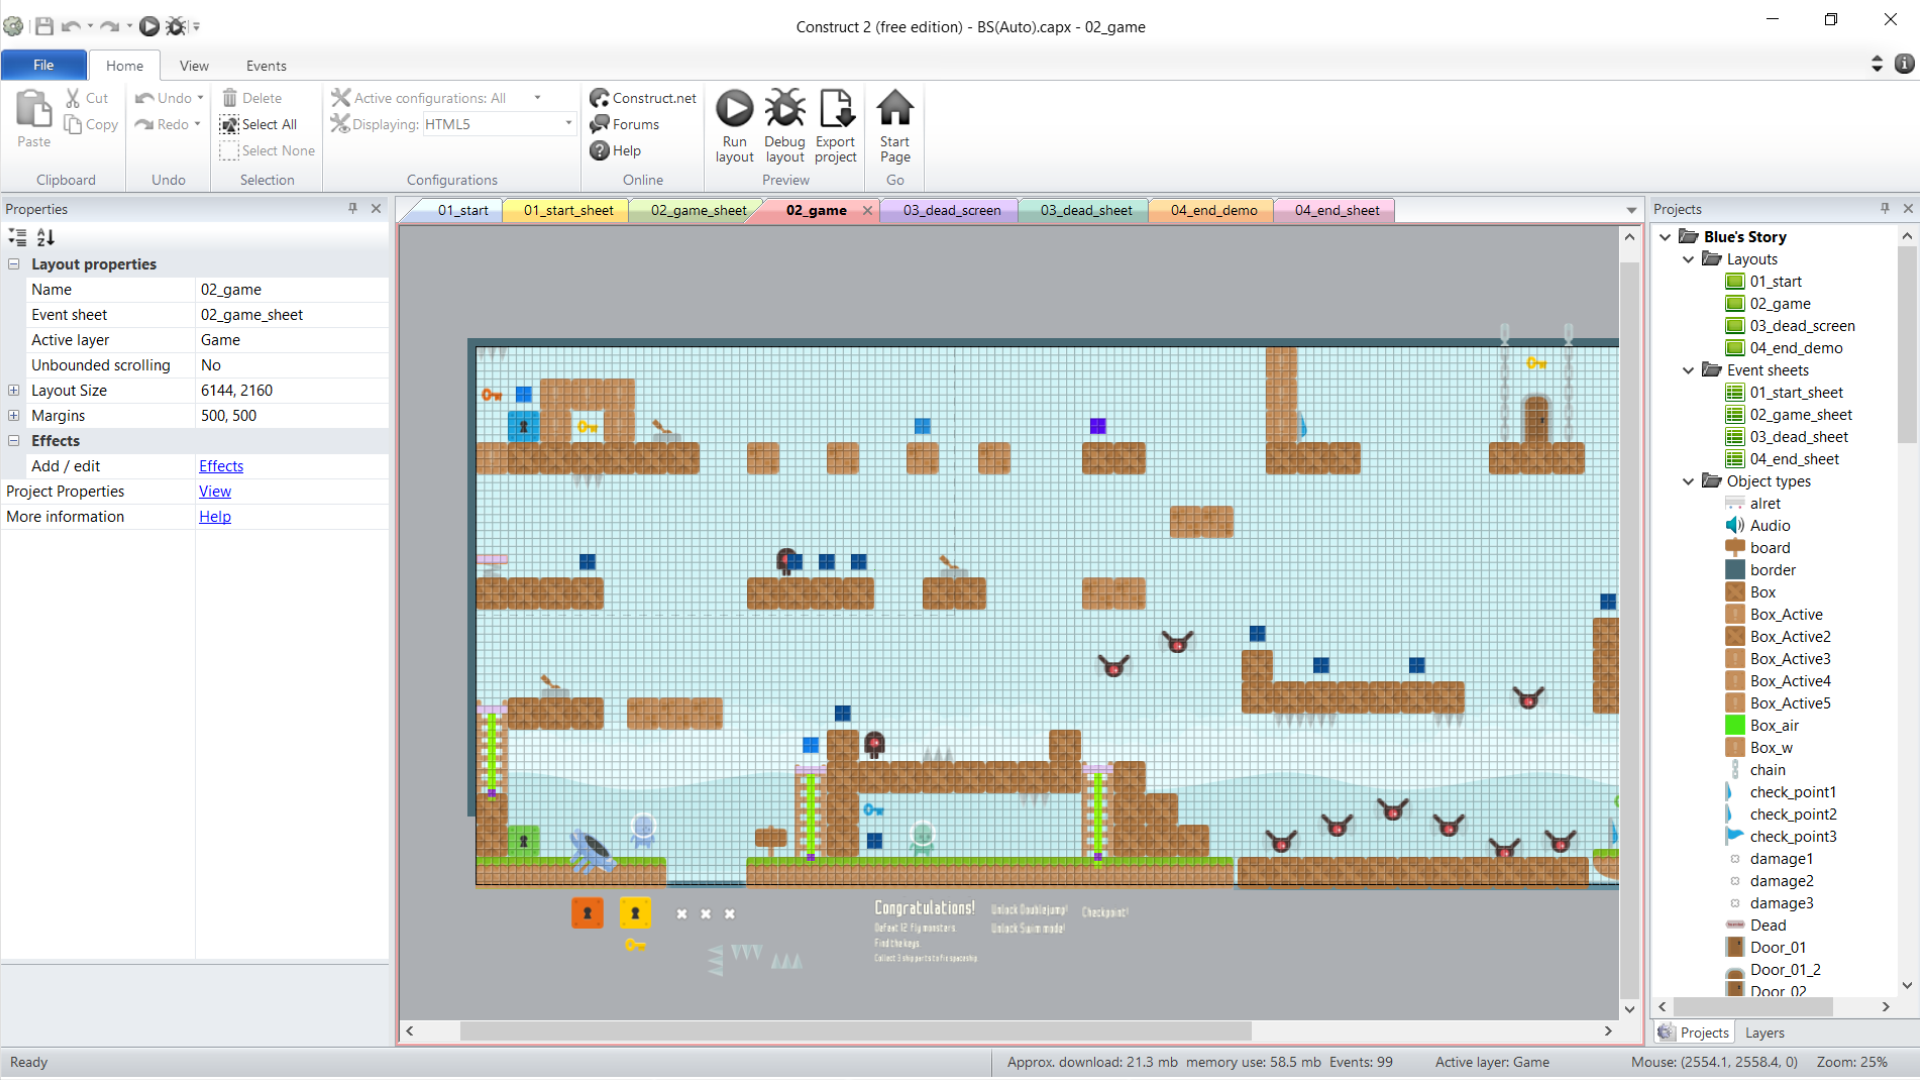 Construct 2 (free edition) - BS(Auto).capx - 02_game
File
Home
View
Events
Paste
Cut
Copy
Clipboard
Undo
Redo
Undo
Delete
Select All
Select None
Selection
Active configurations: All
Displaying: HTML5
Configurations
Construct.net
Forums
Help
Online
Run layout
Debug layout
Export project
Preview
Start Page
Go
Properties
Layout properties
Name 02_game
Event sheet 02_game_sheet
Active layer Game
Unbounded scrolling No
Layout Size 6144, 2160
Margins 500, 500
Effects
Add / edit Effects
Project Properties View
More information Help
01_start
01_start_sheet
02_game_sheet
02_game
03_dead_screen
03_dead_sheet
04_end_demo
04_end_sheet
Congratulations!
Defeat 12 fly monsters
Find the keys
Collect 3 ship parts to fix spaceship
Unlock Doublejump!
Unlock Swim mode!
Checkpoint!
Projects
Blue's Story
Layouts
01_start
02_game
03_dead_screen
04_end_demo
Event sheets
01_start_sheet
02_game_sheet
03_dead_sheet
04_end_sheet
Object types
alret
Audio
board
border
Box
Box_Active
Box_Active2
Box_Active3
Box_Active4
Box_Active5
Box_air
Box_w
chain
check_point1
check_point2
check_point3
damage1
damage2
damage3
Dead
Door_01
Door_01_2
Door_02
Projects
Layers
Ready
Approx. download: 21.3 mb memory use: 58.5 mb Events: 99
Active layer: Game
Mouse: (2554.1, 2558.4, 0)
Zoom: 25%